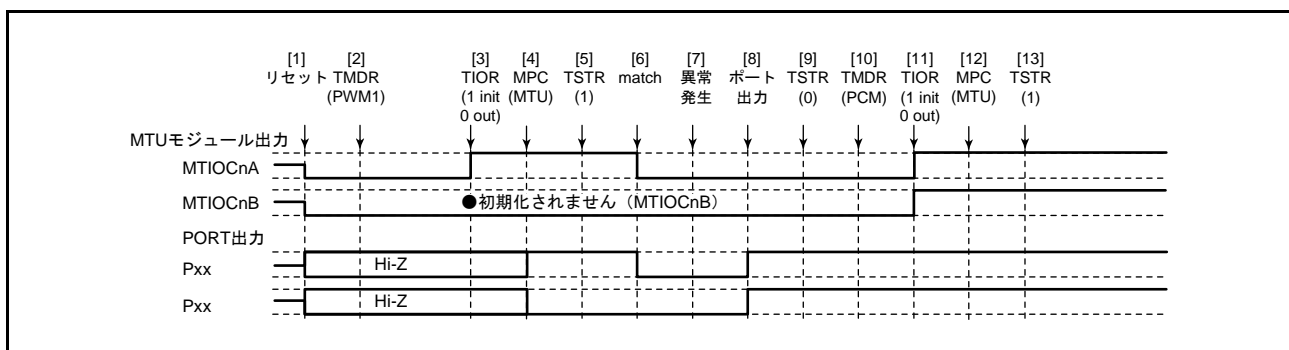 [1] [2] [3] [4] [5] [6] [7] [8] [9] [10] [11] [12] [13]
リセット TMDR TIOR MPC TSTR match 異常 ポート TSTR TMDR TIOR MPC TSTR
(PWM1) (1 init (MTU) (1) 発生 出力 (0) (PCM) (1 init (MTU) (1)
0 out) 0 out)
MTUモジュール出力
MTIOCnA
MTIOCnB ●初期化されません（MTIOCnB）
PORT出力
Pxx Hi-Z
Pxx Hi-Z